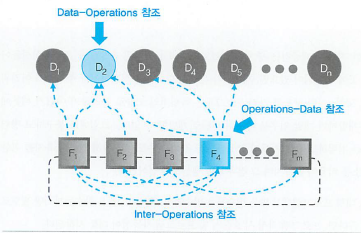 Data-Operations 참조
D1 D2 D3 D4 D5 Dn
Operations-Data 참조
F1 F2 F3 F4 Fm
Inter-Operations 참조